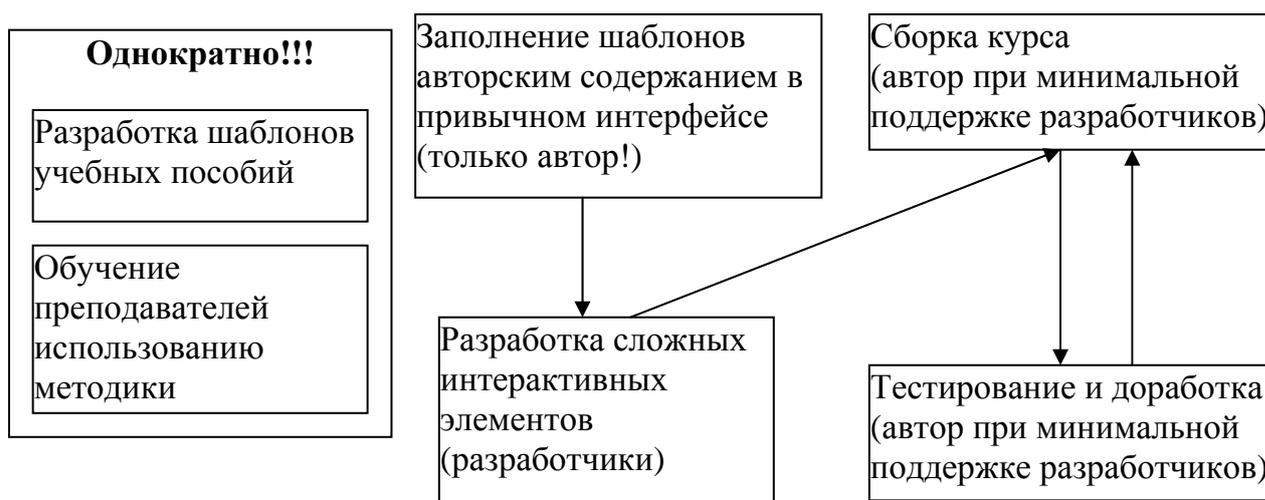 Однократно!!!
Разработка шаблонов
учебных пособий
Обучение
преподавателей
использованию
методики
Заполнение шаблонов
авторским содержанием в
привычном интерфейсе
(только автор!)
Разработка сложных
интерактивных
элементов
(разработчики)
Сборка курса
(автор при минимальной
поддержке разработчиков)
Тестирование и доработка
(автор при минимальной
поддержке разработчиков)